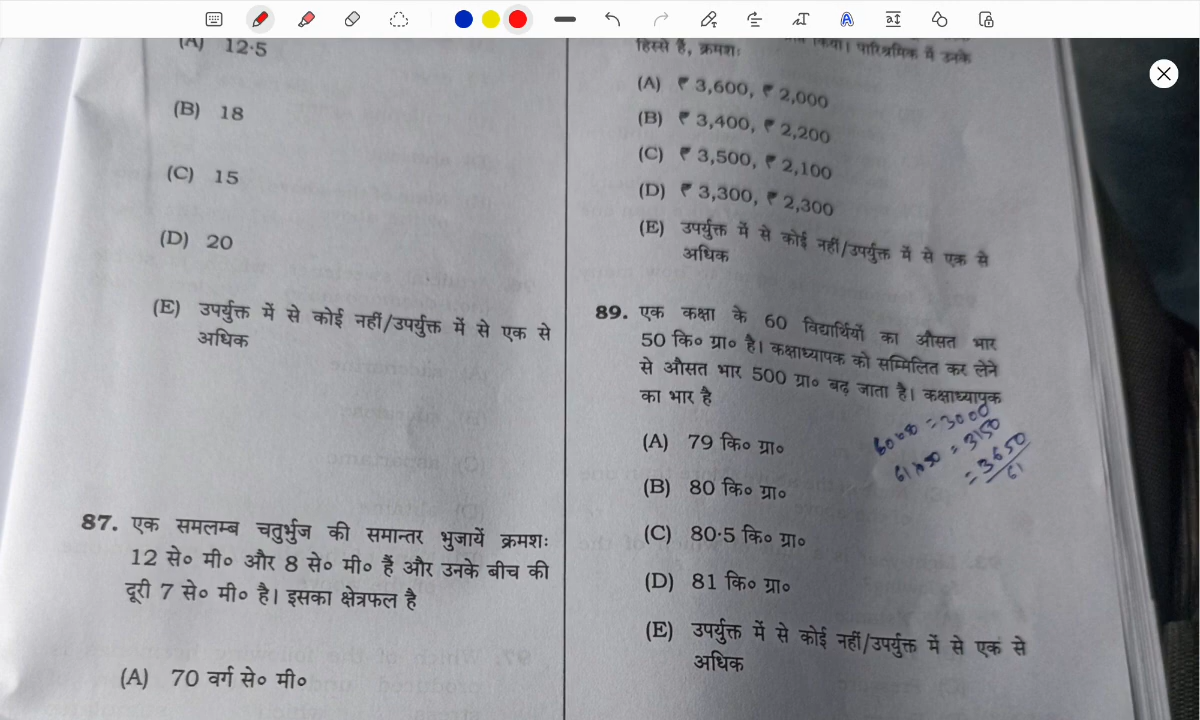 (A) 12·5
(B) 18
(C) 15
(D) 20
(E) उपर्युक्त में से कोई नहीं/उपर्युक्त में से एक से
अधिक
87. एक समलम्ब चतुर्भुज की समान्तर भुजायें क्रमशः
12 से० मी० और 8 से० मी० हैं और उनके बीच की
दूरी 7 से० मी० है। इसका क्षेत्रफल है
(A) 70 वर्ग से० मी०
किया। पारिश्रमिक में उनके
हिस्से हैं, क्रमशः
(A) ₹ 3,600, ₹ 2,000
(B) ₹ 3,400, ₹ 2,200
(C) ₹ 3,500, ₹ 2,100
(D) ₹ 3,300, ₹ 2,300
(E) उपर्युक्त में से कोई नहीं/उपर्युक्त में से एक से
अधिक
89. एक कक्षा के 60 विद्यार्थियों का औसत भार
50 कि० ग्रा० है। कक्षाध्यापक को सम्मिलित कर लेने
से औसत भार 500 ग्रा० बढ़ जाता है। कक्षाध्यापक
का भार है
= 3000
61 × 50 = 3150
= 3650
61
(A) 79 कि० ग्रा०
(B) 80 कि० ग्रा०
(C) 80·5 कि० ग्रा०
(D) 81 कि० ग्रा०
(E) उपर्युक्त में से कोई नहीं/उपर्युक्त में से एक से
अधिक